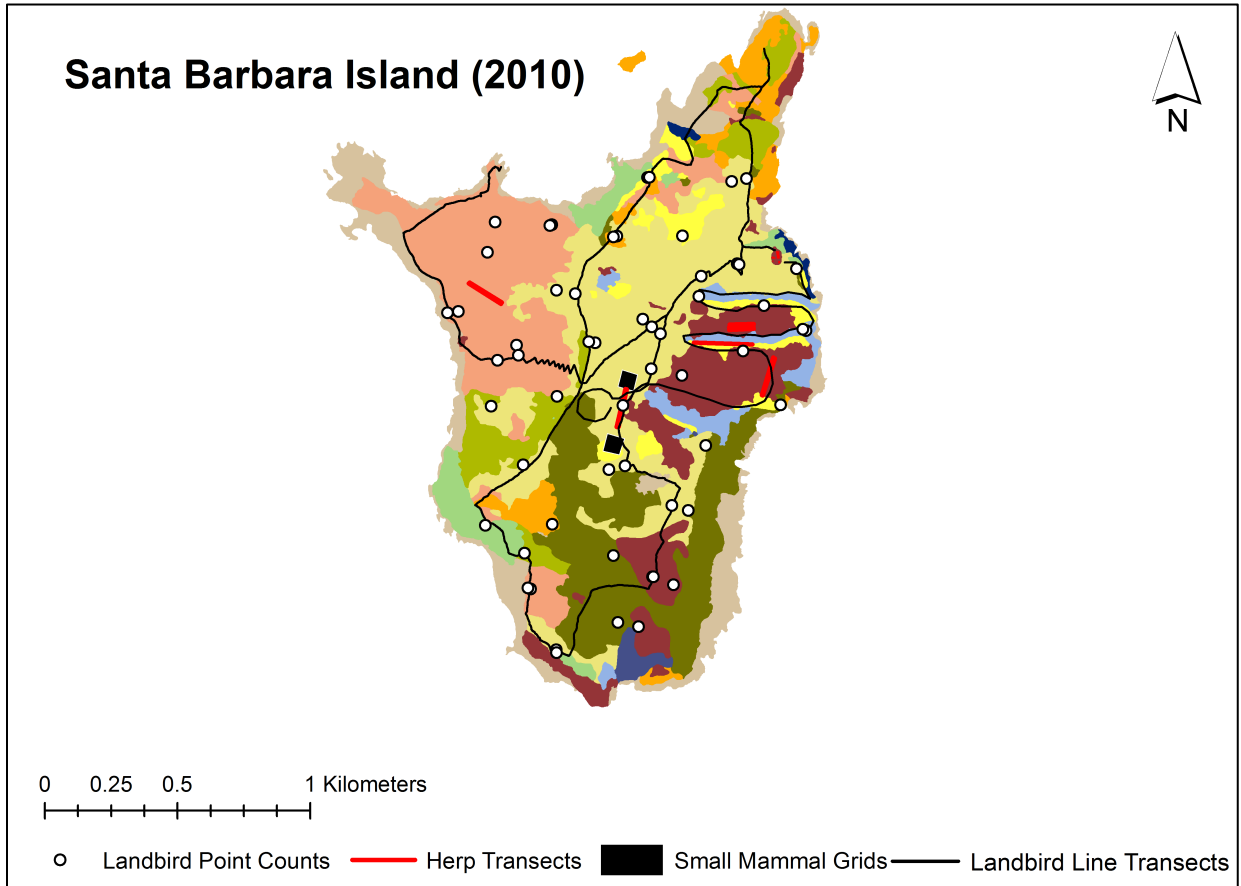 Santa Barbara Island (2010)
N
0 0.25 0.5 1 Kilometers
Landbird Point Counts Herp Transects Small Mammal Grids Landbird Line Transects